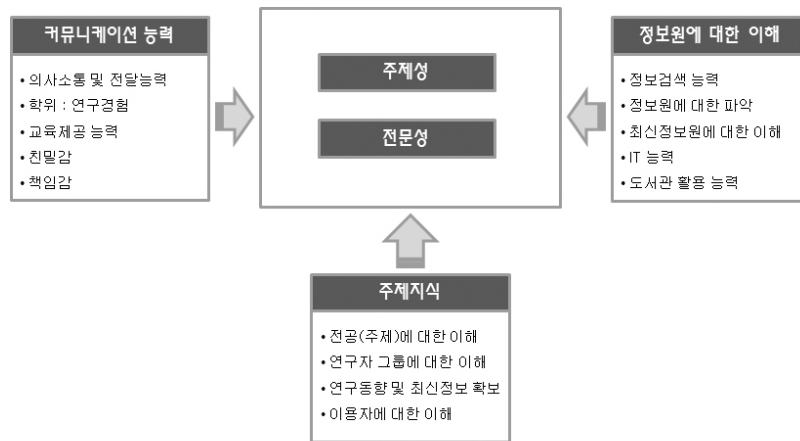 커뮤니케이션 능력
• 의사소통 및 전달능력
• 학위 : 연구경험
• 교육제공 능력
• 친밀감
• 책임감
주제성
전문성
정보원에 대한 이해
• 정보검색 능력
• 정보원에 대한 파악
• 최신정보원에 대한 이해
• IT 능력
• 도서관 활용 능력
주제지식
• 전공(주제)에 대한 이해
• 연구자 그룹에 대한 이해
• 연구동향 및 최신정보 확보
• 이용자에 대한 이해